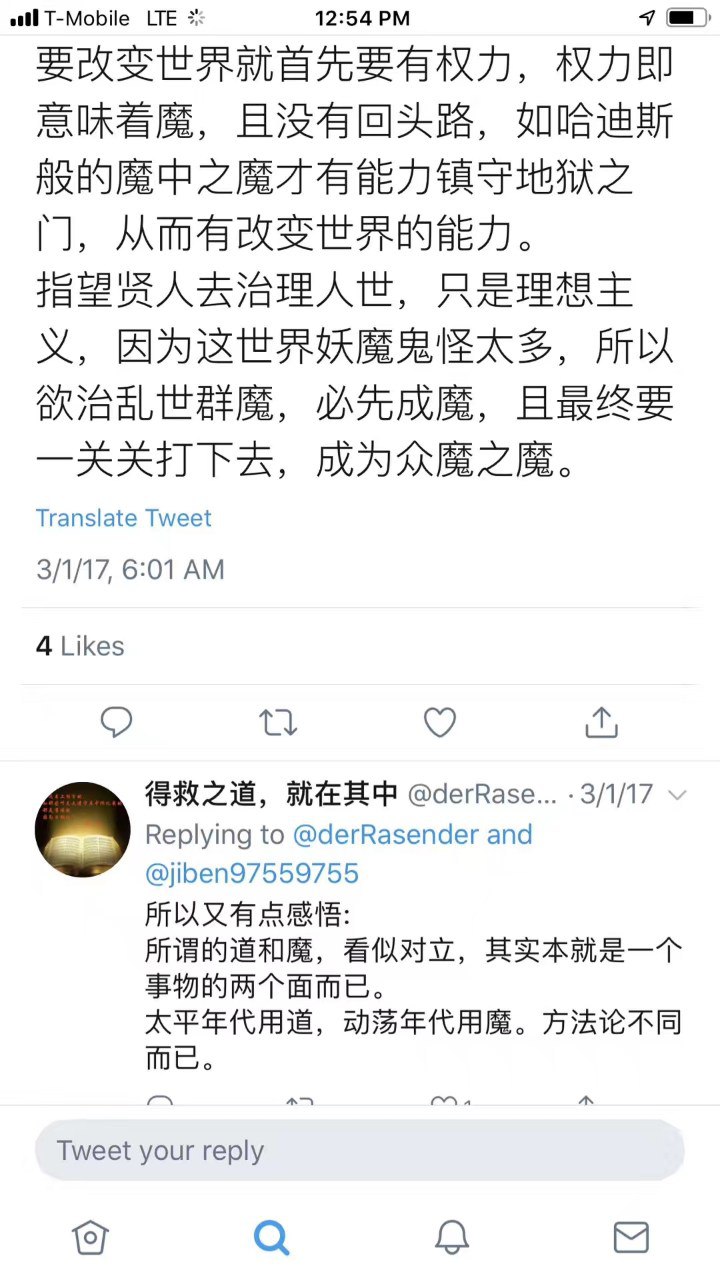 T-Mobile LTE 12:54 PM
要改变世界就首先要有权力，权力即
意味着魔，且没有回头路，如哈迪斯
般的魔中之魔才有能力镇守地狱之
门，从而有改变世界的能力。
指望贤人去治理人世，只是理想主
义，因为这世界妖魔鬼怪太多，所以
欲治乱世群魔，必先成魔，且最终要
一关关打下去，成为众魔之魔。
Translate Tweet
3/1/17, 6:01 AM
4 Likes
得救之道，就在其中 @derRase... · 3/1/17
Replying to @derRasender and
@jiben97559755
所以又有点感悟:
所谓的道和魔，看似对立，其实本就是一个
事物的两个面而已。
太平年代用道，动荡年代用魔。方法论不同
而已。
Tweet your reply